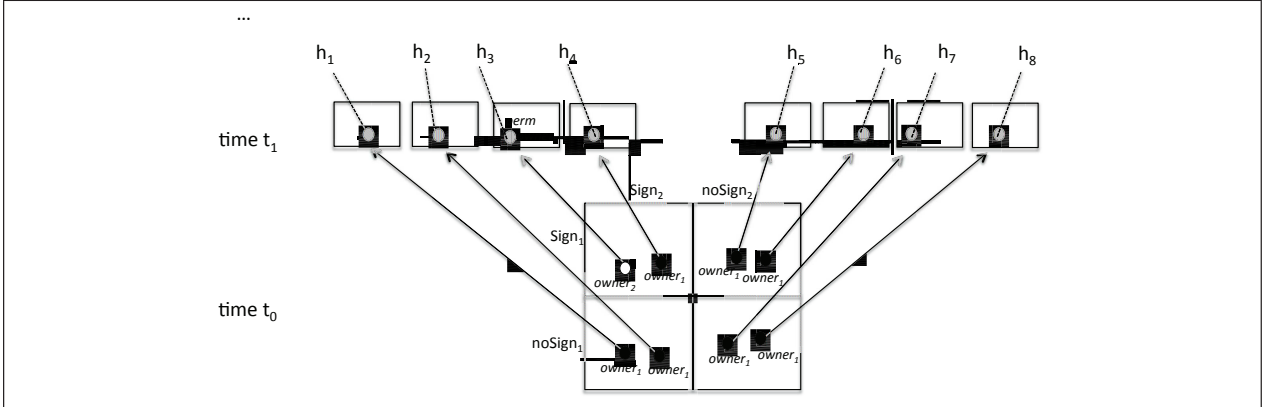 ...
h1 h2 h3 h4 h5 h6 h7 h8
time t1
erm
Sign2 noSign2
Sign1
owner2 owner1 owner1 owner1
time t0
noSign1
owner1 owner1 owner1 owner1